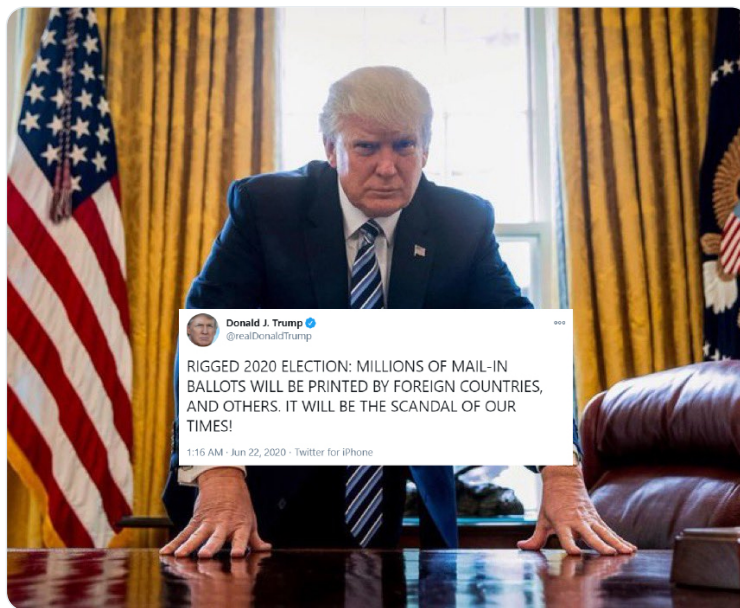 Donald J. Trump
@realDonaldTrump
RIGGED 2020 ELECTION: MILLIONS OF MAIL-IN
BALLOTS WILL BE PRINTED BY FOREIGN COUNTRIES,
AND OTHERS. IT WILL BE THE SCANDAL OF OUR
TIMES!
1:16 AM · Jun 22, 2020 · Twitter for iPhone